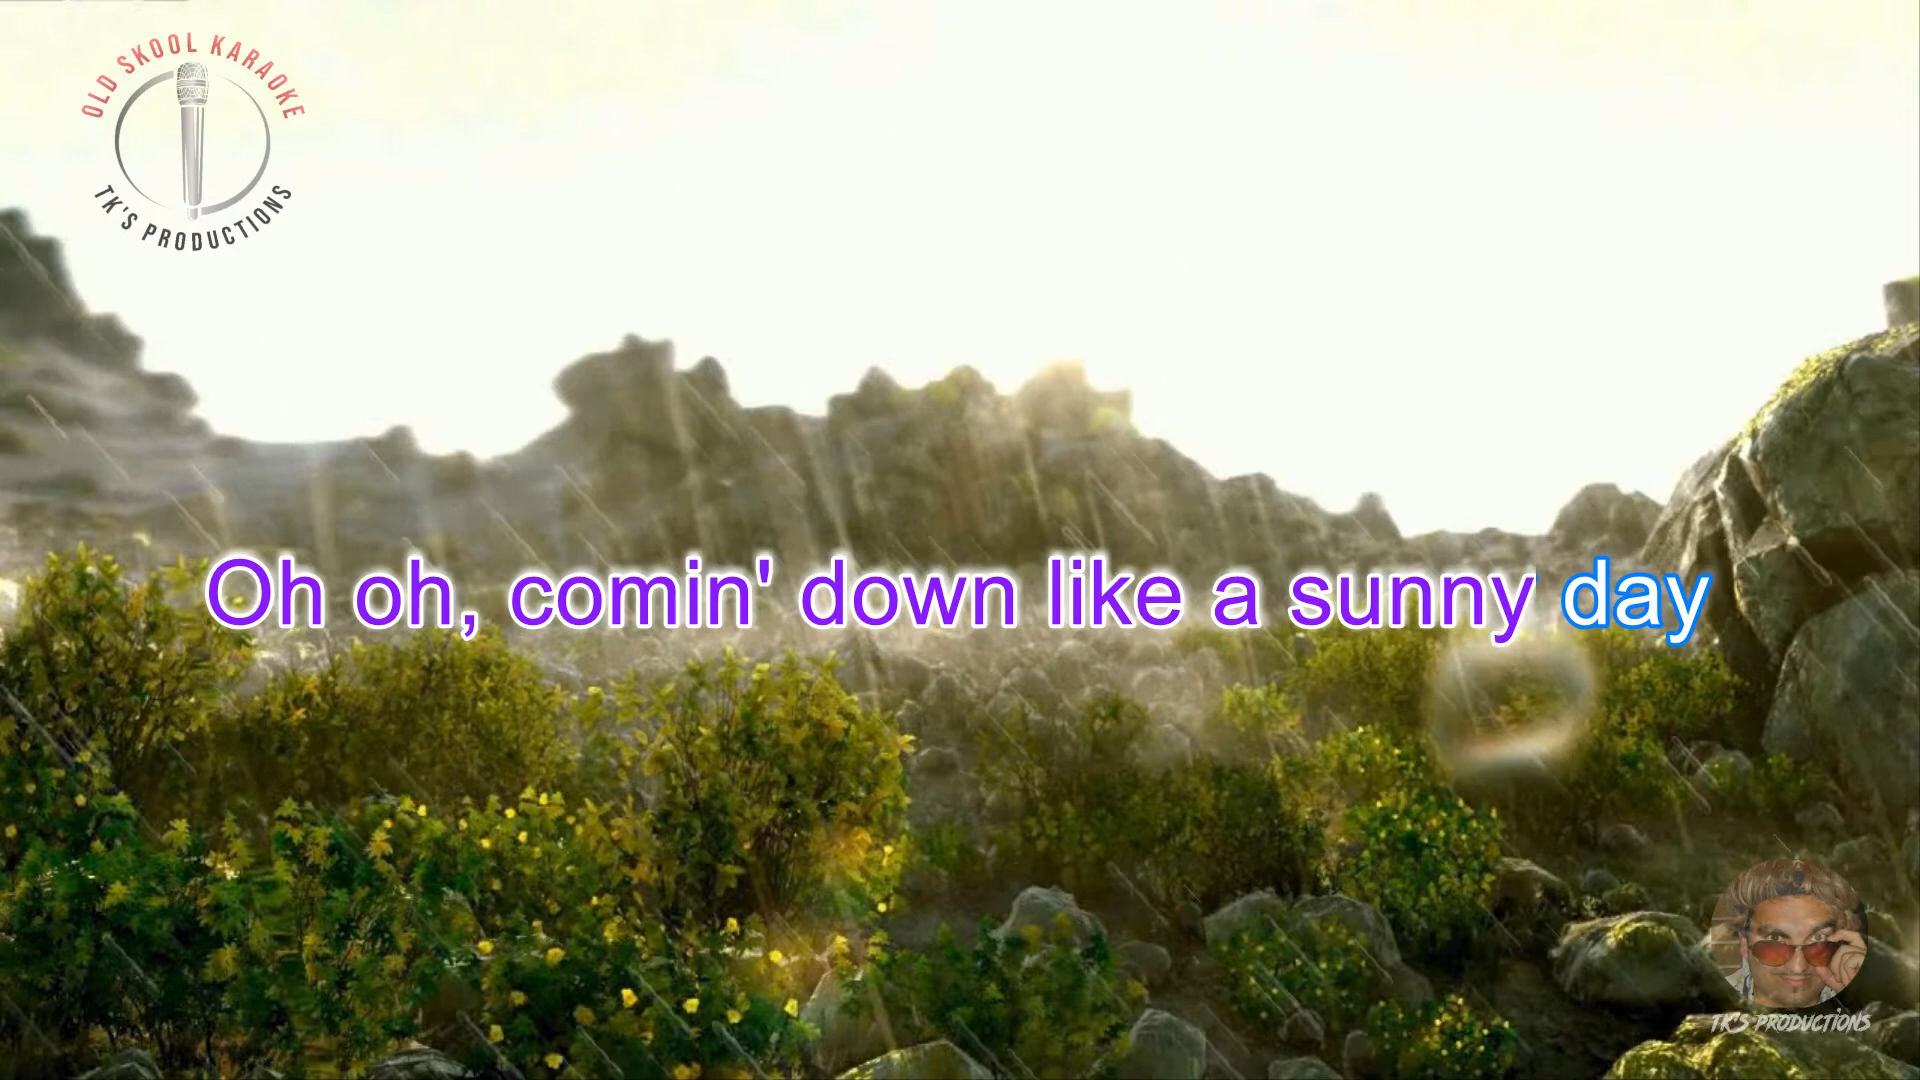 OLD SKOOL KARAOKE
TK'S PRODUCTIONS
Oh oh, comin' down like a sunny day
TK'S PRODUCTIONS